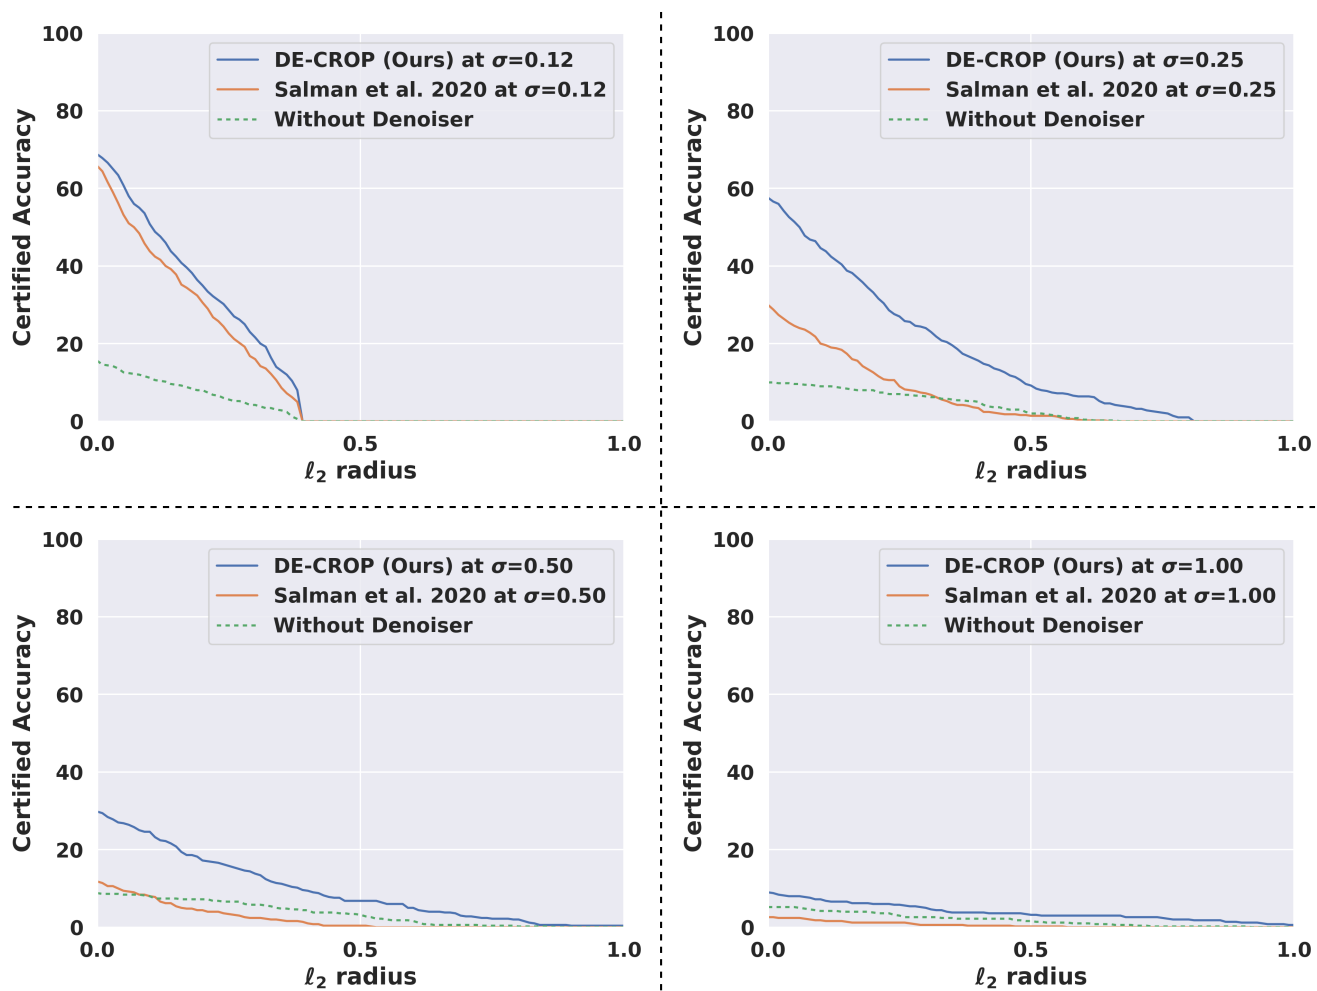 100
80
60
40
20
0
Certified Accuracy
DE-CROP (Ours) at σ=0.12
Salman et al. 2020 at σ=0.12
Without Denoiser
0.0 0.5 1.0
ℓ₂ radius
100
80
60
40
20
0
Certified Accuracy
DE-CROP (Ours) at σ=0.25
Salman et al. 2020 at σ=0.25
Without Denoiser
0.0 0.5 1.0
ℓ₂ radius
100
80
60
40
20
0
Certified Accuracy
DE-CROP (Ours) at σ=0.50
Salman et al. 2020 at σ=0.50
Without Denoiser
0.0 0.5 1.0
ℓ₂ radius
100
80
60
40
20
0
Certified Accuracy
DE-CROP (Ours) at σ=1.00
Salman et al. 2020 at σ=1.00
Without Denoiser
0.0 0.5 1.0
ℓ₂ radius